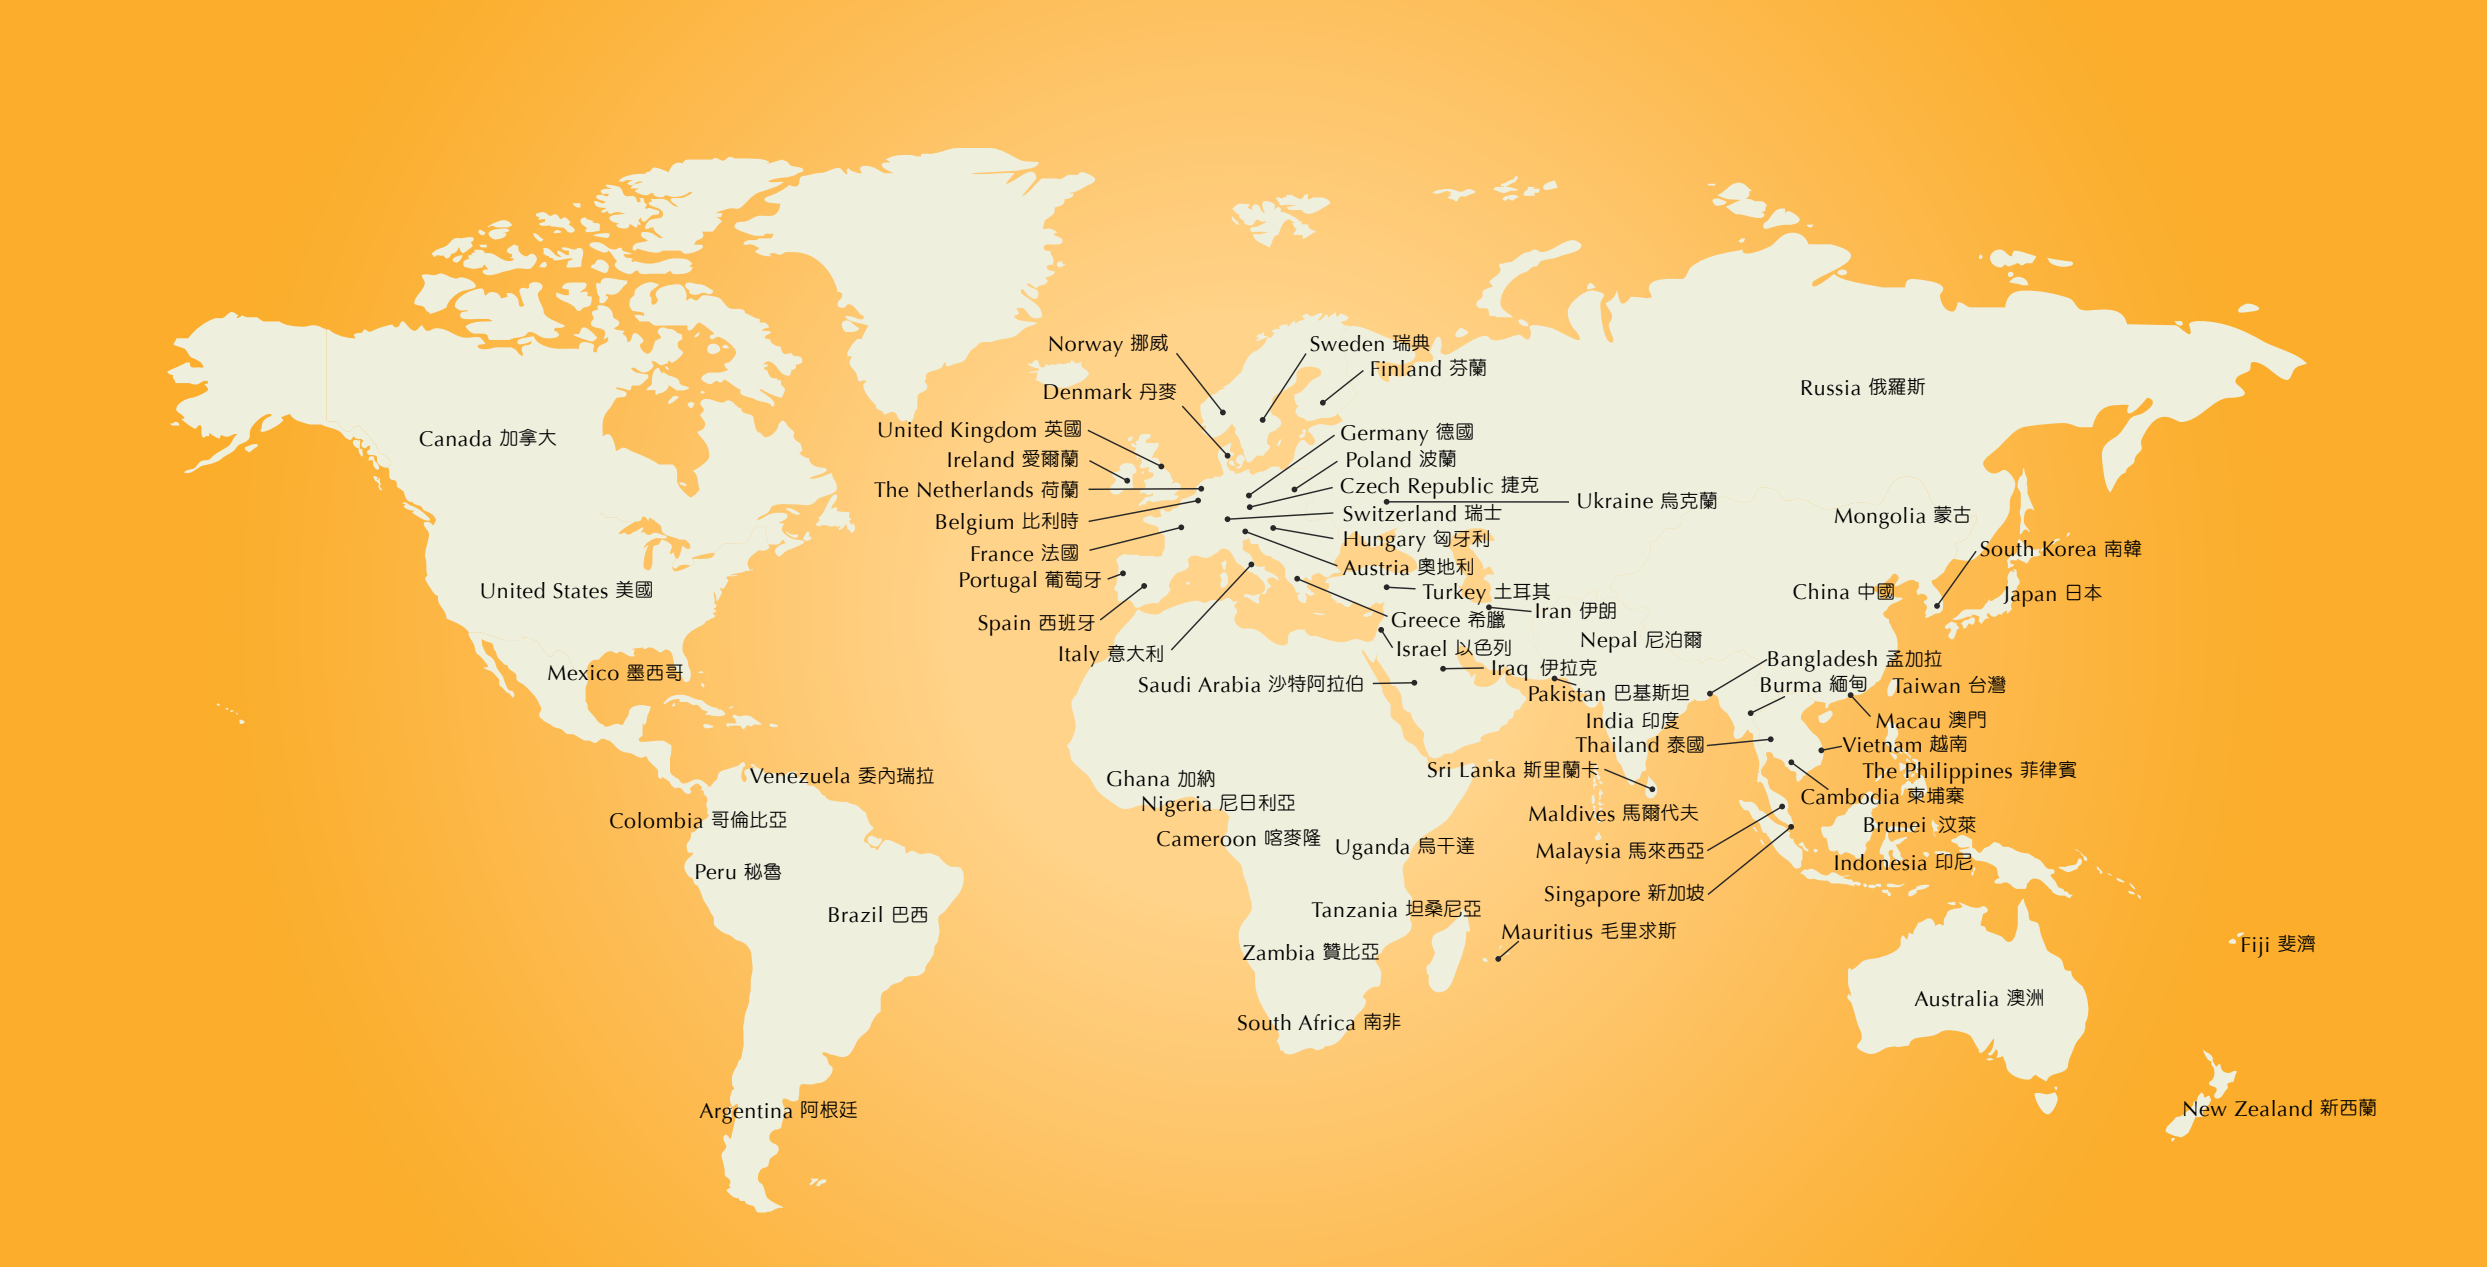 Norway 挪威
Sweden 瑞典
Finland 芬蘭
Denmark 丹麥
Russia 俄羅斯
Canada 加拿大
United Kingdom 英國
Germany 德國
Ireland 愛爾蘭
Poland 波蘭
The Netherlands 荷蘭
Czech Republic 捷克
Ukraine 烏克蘭
Belgium 比利時
Switzerland 瑞士
Mongolia 蒙古
Hungary 匈牙利
France 法國
South Korea 南韓
Austria 奧地利
Portugal 葡萄牙
United States 美國
Turkey 土耳其
China 中國
Japan 日本
Iran 伊朗
Spain 西班牙
Greece 希臘
Nepal 尼泊爾
Israel 以色列
Italy 意大利
Bangladesh 孟加拉
Iraq 伊拉克
Mexico 墨西哥
Saudi Arabia 沙特阿拉伯
Burma 緬甸
Taiwan 台灣
Pakistan 巴基斯坦
India 印度
Macau 澳門
Thailand 泰國
Vietnam 越南
Venezuela 委內瑞拉
Ghana 加納
Sri Lanka 斯里蘭卡
The Philippines 菲律賓
Cambodia 柬埔寨
Nigeria 尼日利亞
Maldives 馬爾代夫
Colombia 哥倫比亞
Brunei 汶萊
Cameroon 喀麥隆
Uganda 烏干達
Malaysia 馬來西亞
Indonesia 印尼
Peru 秘魯
Singapore 新加坡
Brazil 巴西
Tanzania 坦桑尼亞
Mauritius 毛里求斯
Fiji 斐濟
Zambia 贊比亞
Australia 澳洲
South Africa 南非
Argentina 阿根廷
New Zealand 新西蘭